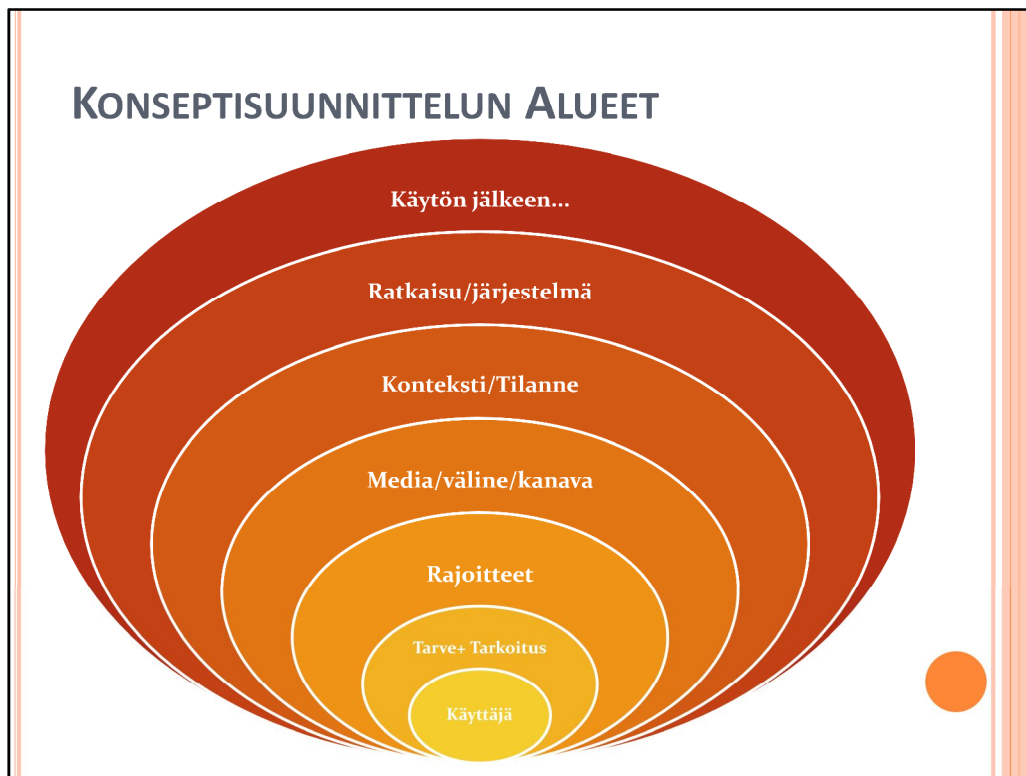 KONSEPTISUUNNITTELUN ALUEET
Käytön jälkeen...
Ratkaisu/järjestelmä
Konteksti/Tilanne
Media/väline/kanava
Rajoitteet
Tarve+ Tarkoitus
Käyttäjä